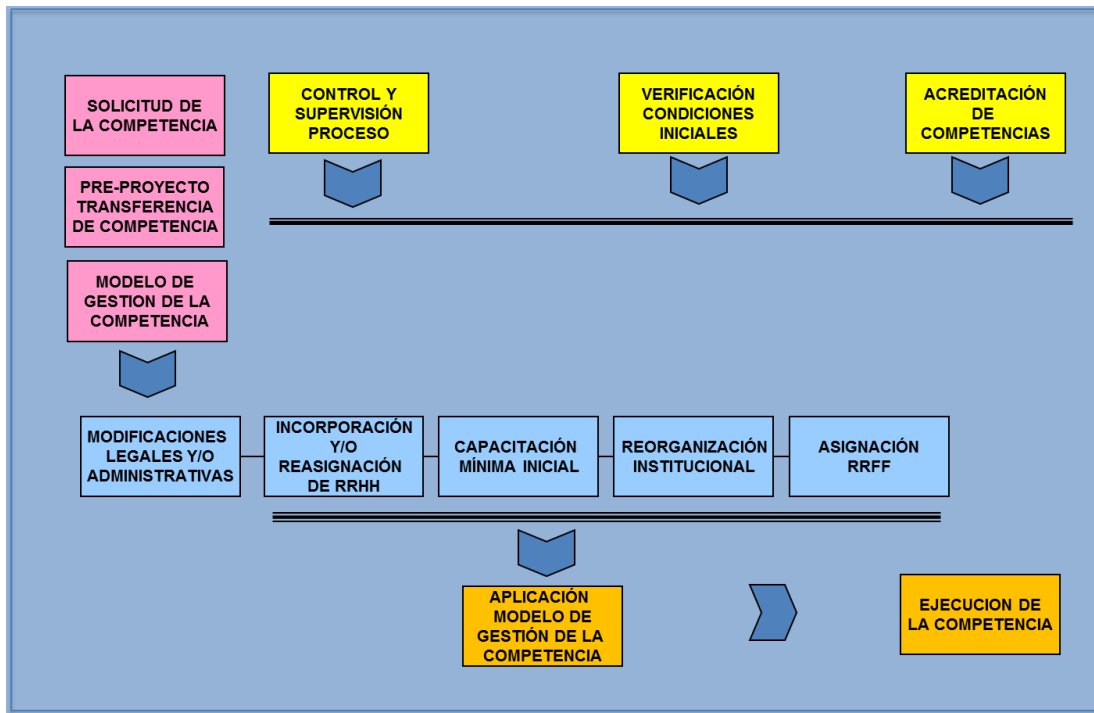 SOLICITUD DE
LA COMPETENCIA
CONTROL Y
SUPERVISIÓN
PROCESO
VERIFICACIÓN
CONDICIONES
INICIALES
ACREDITACIÓN
DE
COMPETENCIAS
PRE-PROYECTO
TRANSFERENCIA
DE COMPETENCIA
MODELO DE
GESTION DE LA
COMPETENCIA
MODIFICACIONES
LEGALES Y/O
ADMINISTRATIVAS
INCORPORACIÓN
Y/O
REASIGNACIÓN
DE RRHH
CAPACITACIÓN
MÍNIMA INICIAL
REORGANIZACIÓN
INSTITUCIONAL
ASIGNACIÓN
RRFF
APLICACIÓN
MODELO DE
GESTIÓN DE LA
COMPETENCIA
EJECUCION DE
LA COMPETENCIA